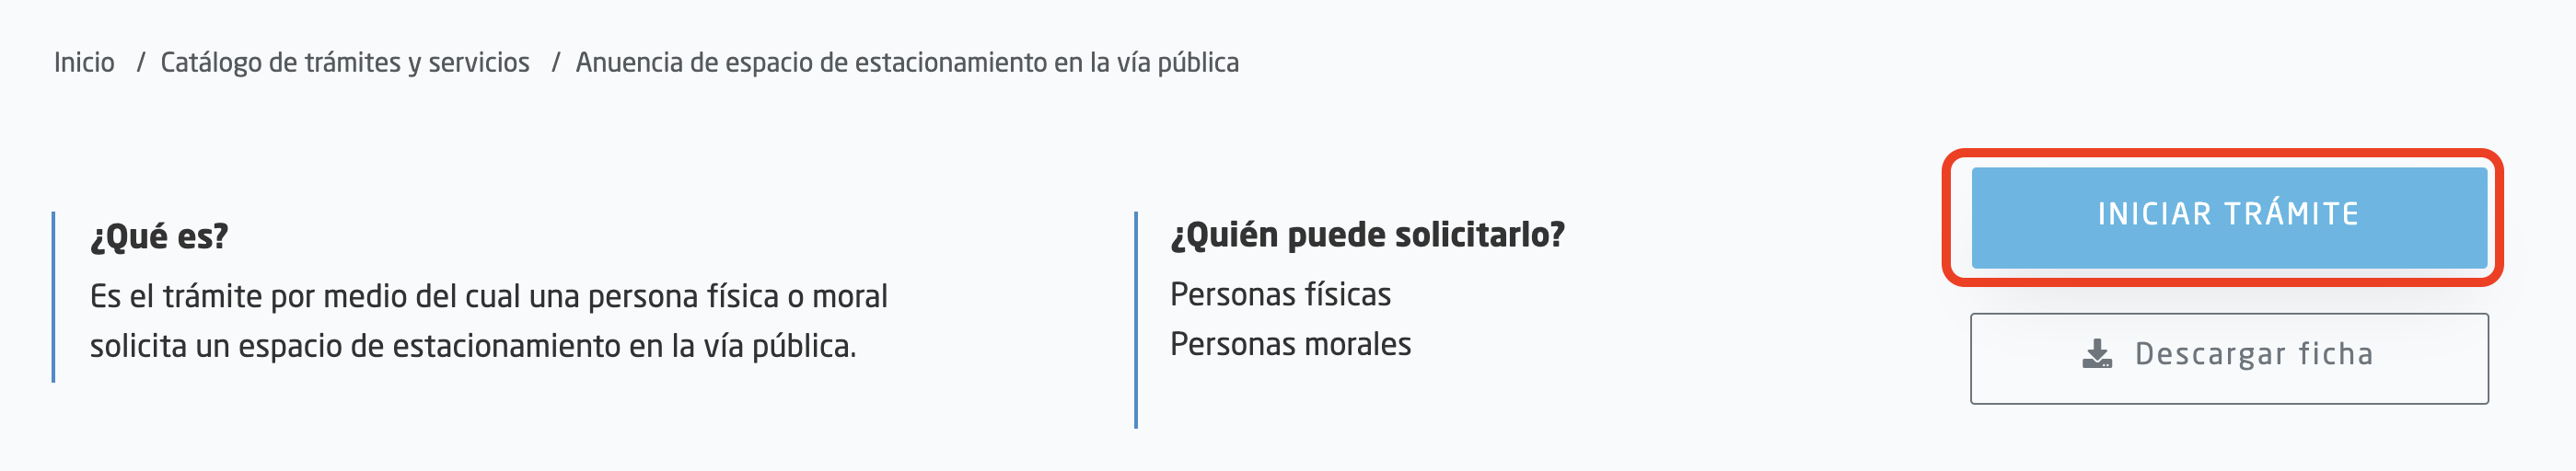 Inicio / Catálogo de trámites y servicios / Anuencia de espacio de estacionamiento en la vía pública
¿Qué es?
Es el trámite por medio del cual una persona física o moral
solicita un espacio de estacionamiento en la vía pública.
¿Quién puede solicitarlo?
Personas físicas
Personas morales
INICIAR TRÁMITE
Descargar ficha